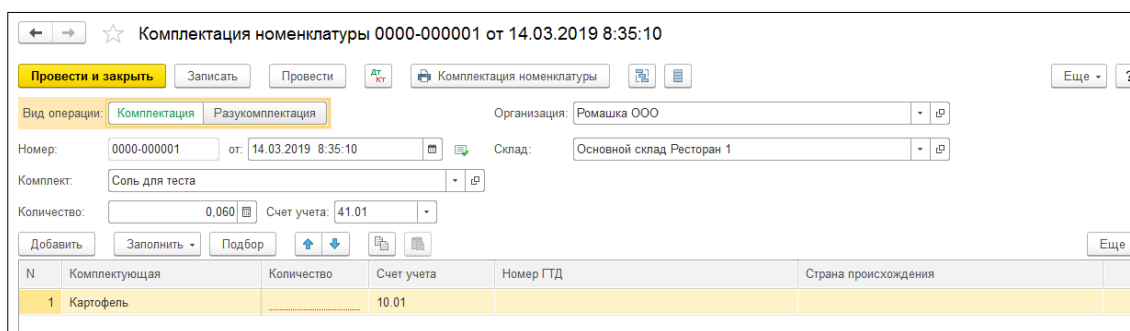 Комплектация номенклатуры 0000-000001 от 14.03.2019 8:35:10
Провести и закрыть Записать Провести Дт Кт Комплектация номенклатуры Еще ?
Вид операции: Комплектация Разукомплектация Организация: Ромашка ООО
Номер: 0000-000001 от: 14.03.2019 8:35:10 Склад: Основной склад Ресторан 1
Комплект: Соль для теста
Количество: 0,060 Счет учета: 41.01
Добавить Заполнить Подбор Еще
N Комплектующая Количество Счет учета Номер ГТД Страна происхождения
1 Картофель 10.01